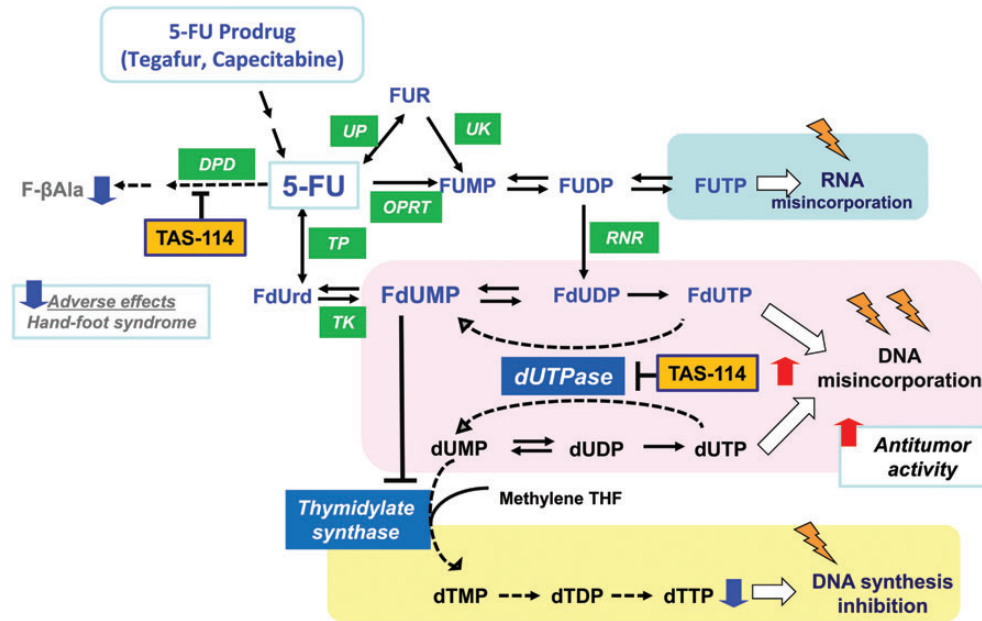 5-FU Prodrug
(Tegafur, Capecitabine)
FUR
UP
UK
DPD
F-βAla
5-FU
OPRT
FUMP
FUDP
FUTP
RNA
misincorporation
TAS-114
TP
RNR
Adverse effects
Hand-foot syndrome
FdUrd
TK
FdUMP
FdUDP
FdUTP
dUTPase
TAS-114
DNA
misincorporation
dUMP
dUDP
dUTP
Antitumor
activity
Thymidylate
synthase
Methylene THF
dTMP
dTDP
dTTP
DNA synthesis
inhibition